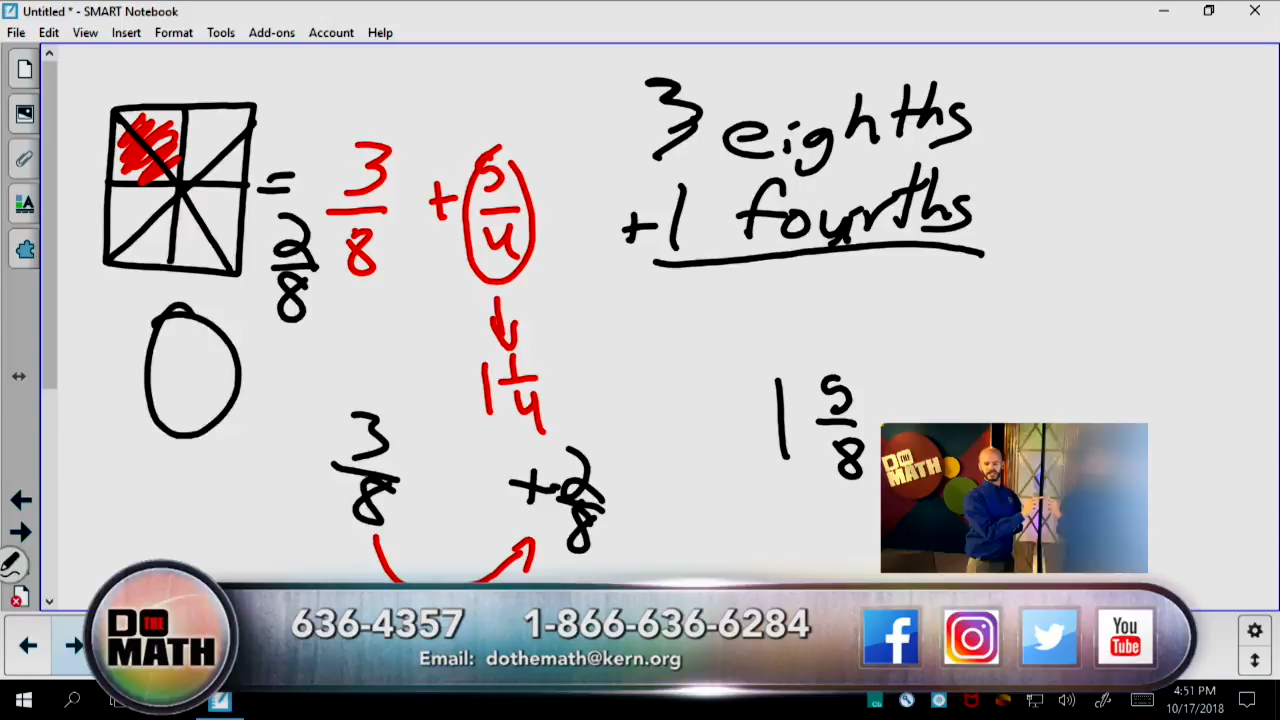 Untitled * - SMART Notebook
File Edit View Insert Format Tools Add-ons Account Help
3 eighths
+1 fourths
= 3/8 + 5/4
2/8
1 1/4
3/8 + 2/8
1 5/8
DO MATH
DO THE MATH
636-4357 1-866-636-6284
Email: dothemath@kern.org
You Tube
4:51 PM
10/17/2018